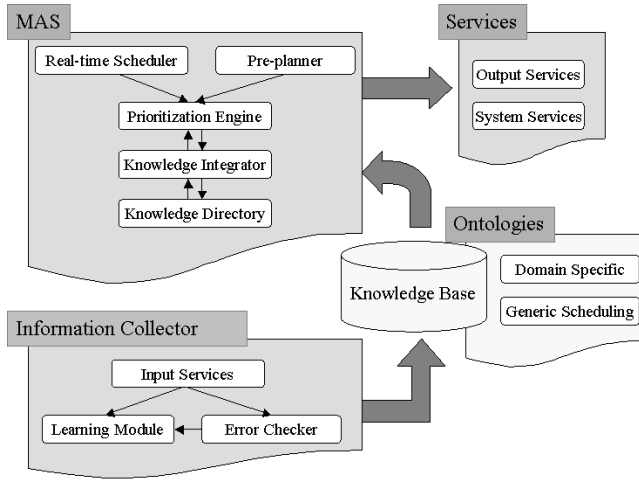 MAS
Real-time Scheduler
Pre-planner
Prioritization Engine
Knowledge Integrator
Knowledge Directory
Services
Output Services
System Services
Ontologies
Domain Specific
Generic Scheduling
Knowledge Base
Information Collector
Input Services
Learning Module
Error Checker